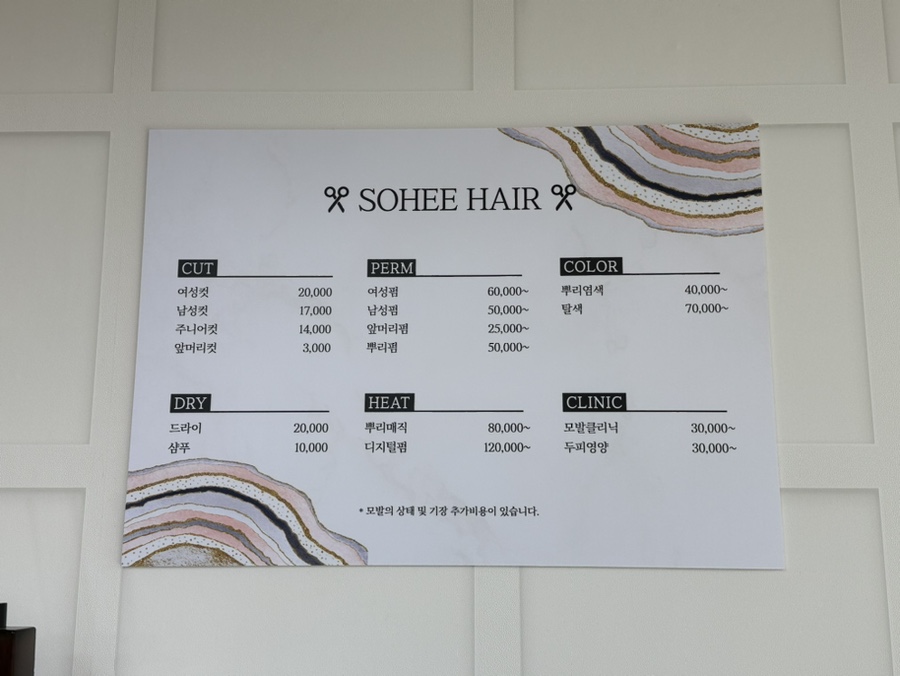 SOHEE HAIR
CUT
여성컷 20,000
남성컷 17,000
주니어컷 14,000
앞머리컷 3,000
PERM
여성펌 60,000~
남성펌 50,000~
앞머리펌 25,000~
뿌리펌 50,000~
COLOR
뿌리염색 40,000~
탈색 70,000~
DRY
드라이 20,000
샴푸 10,000
HEAT
뿌리매직 80,000~
디지털펌 120,000~
CLINIC
모발클리닉 30,000~
두피영양 30,000~
* 모발의 상태 및 기장 추가비용이 있습니다.